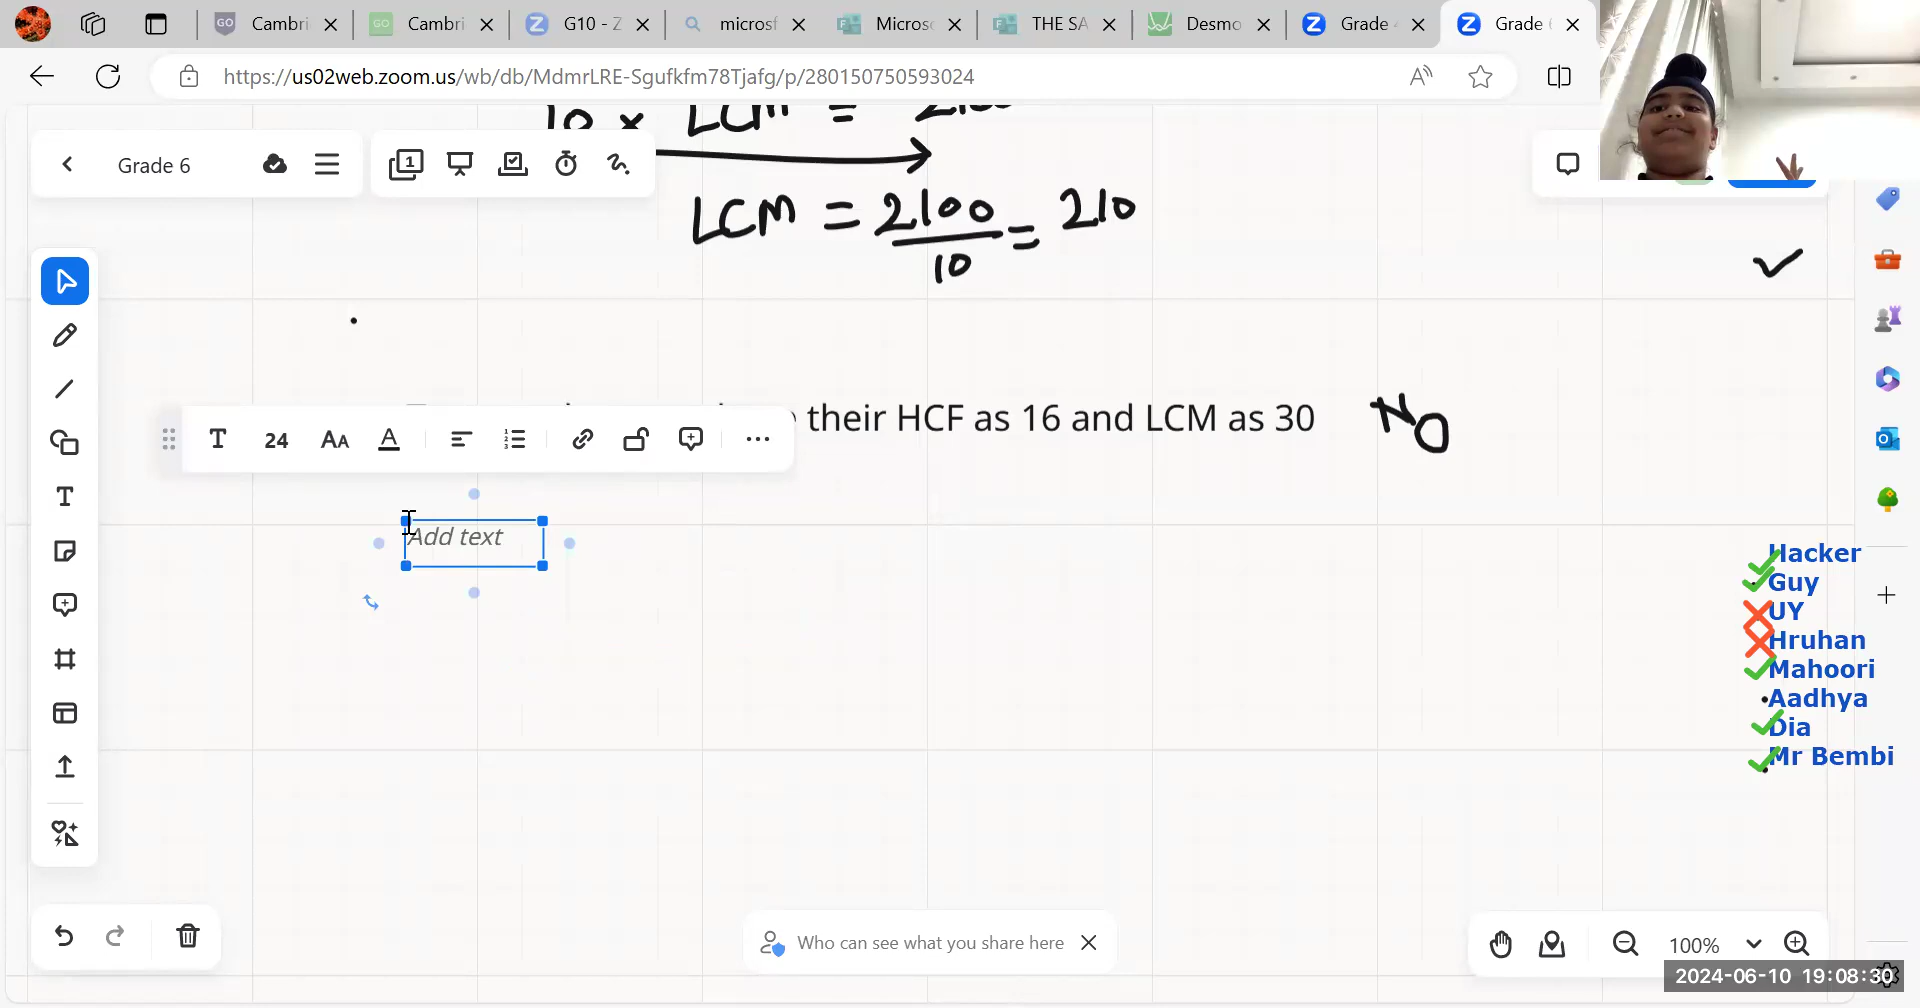 Cambri
Cambri
G10 - Z
microsf
Micros
THE SA
Desmo
Grade
Grade
https://us02web.zoom.us/wb/db/MdmrLRE-Sgufkfm78Tjafg/p/280150750593024
10 × LCM =
Grade 6
LCM = 2100 = 210
10
their HCF as 16 and LCM as 30 NO
24
Add text
Hacker
Guy
UY
Hruhan
Mahoori
Aadhya
Dia
Mr Bembi
Who can see what you share here
100%
2024-06-10 19:08:30